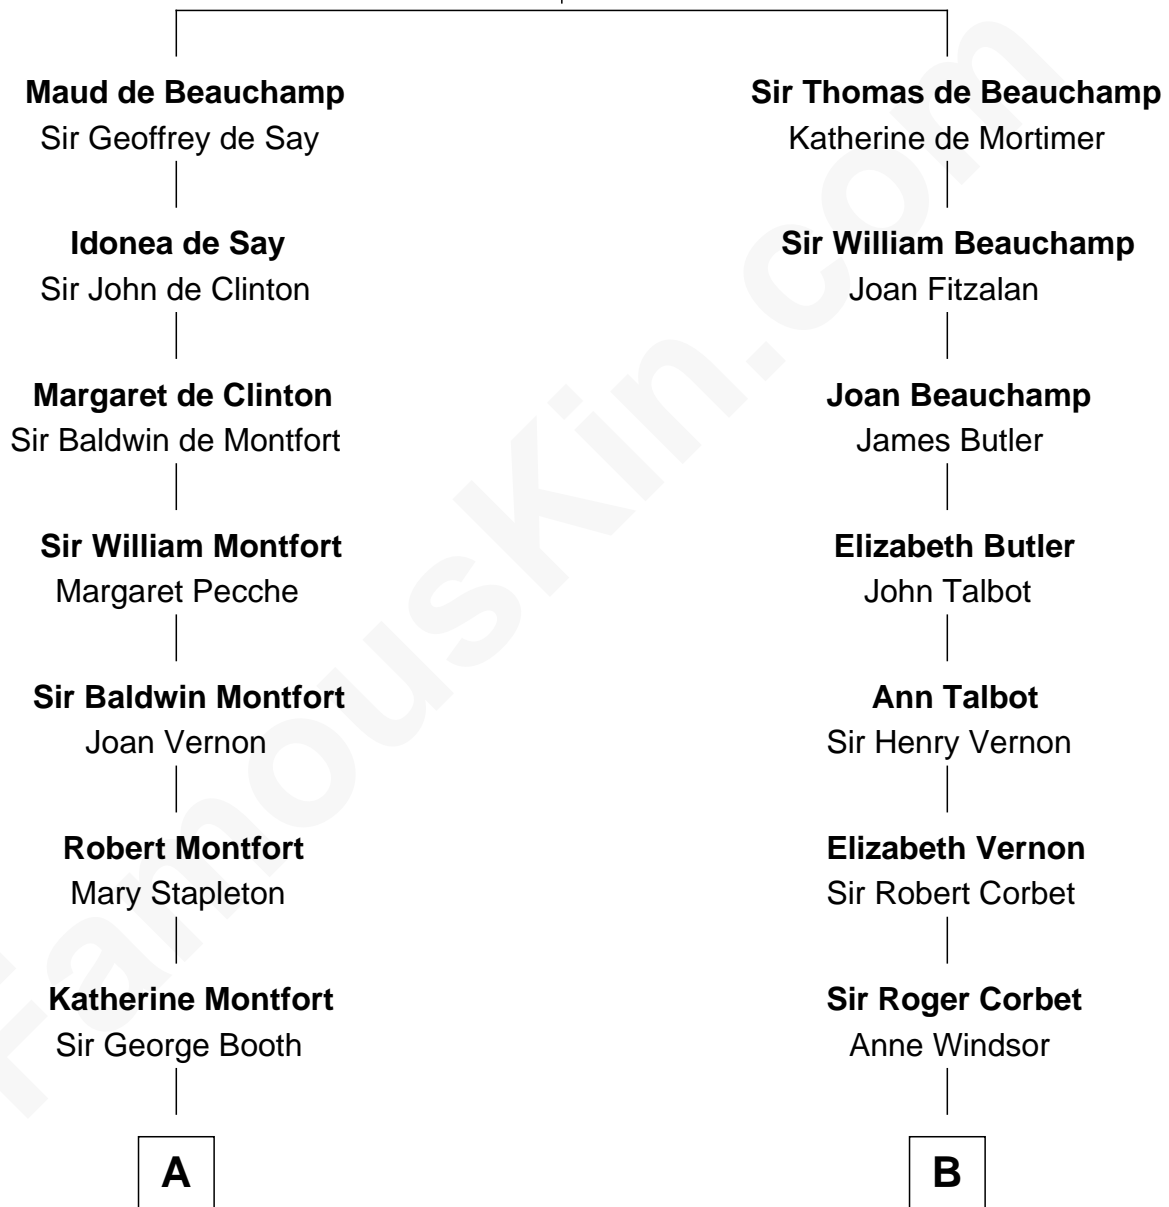 Maud de Beauchamp
Sir Geoffrey de Say
Idonea de Say
Sir John de Clinton
Margaret de Clinton
Sir Baldwin de Montfort
Sir William Montfort
Margaret Pecche
Sir Baldwin Montfort
Joan Vernon
Robert Montfort
Mary Stapleton
Katherine Montfort
Sir George Booth
A
Sir Thomas de Beauchamp
Katherine de Mortimer
Sir William Beauchamp
Joan Fitzalan
Joan Beauchamp
James Butler
Elizabeth Butler
John Talbot
Ann Talbot
Sir Henry Vernon
Elizabeth Vernon
Sir Robert Corbet
Sir Roger Corbet
Anne Windsor
B
FamousKin.com